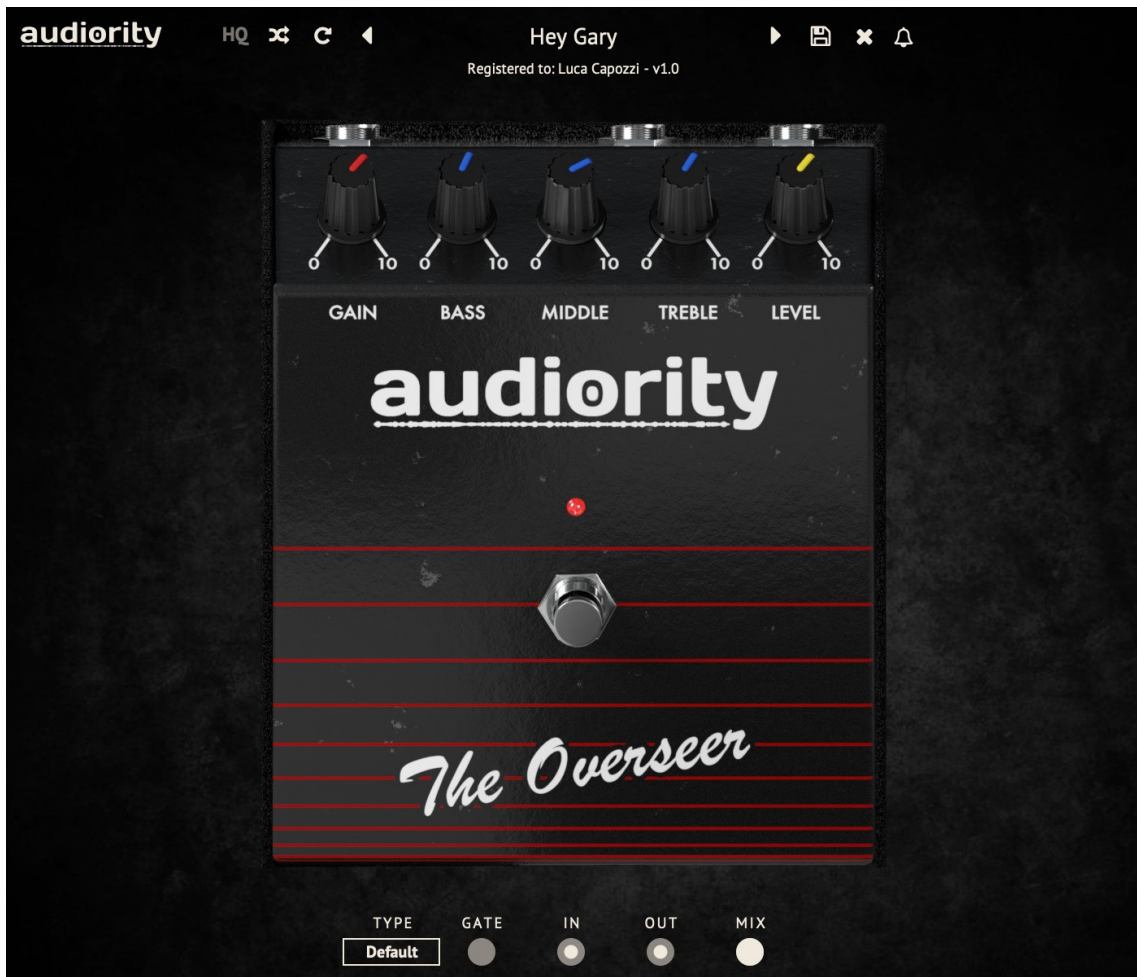 audiority HQ Hey Gary
Registered to: Luca Capozzi - v1.0
0 10 0 10 0 10 0 10 0 10
GAIN BASS MIDDLE TREBLE LEVEL
audiority
The Overseer
TYPE GATE IN OUT MIX
Default